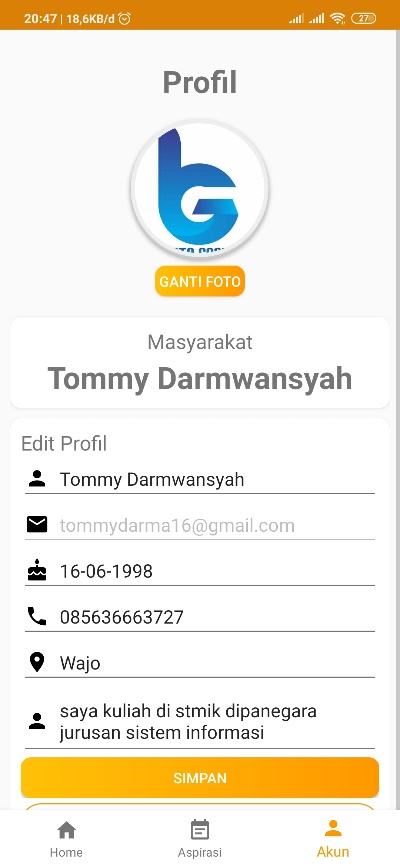 20:47 | 18,6KB/d
27
Profil
GANTI FOTO
Masyarakat
Tommy Darmwansyah
Edit Profil
Tommy Darmwansyah
tommydarma16@gmail.com
16-06-1998
085636663727
Wajo
saya kuliah di stmik dipanegara
jurusan sistem informasi
SIMPAN
Home
Aspirasi
Akun